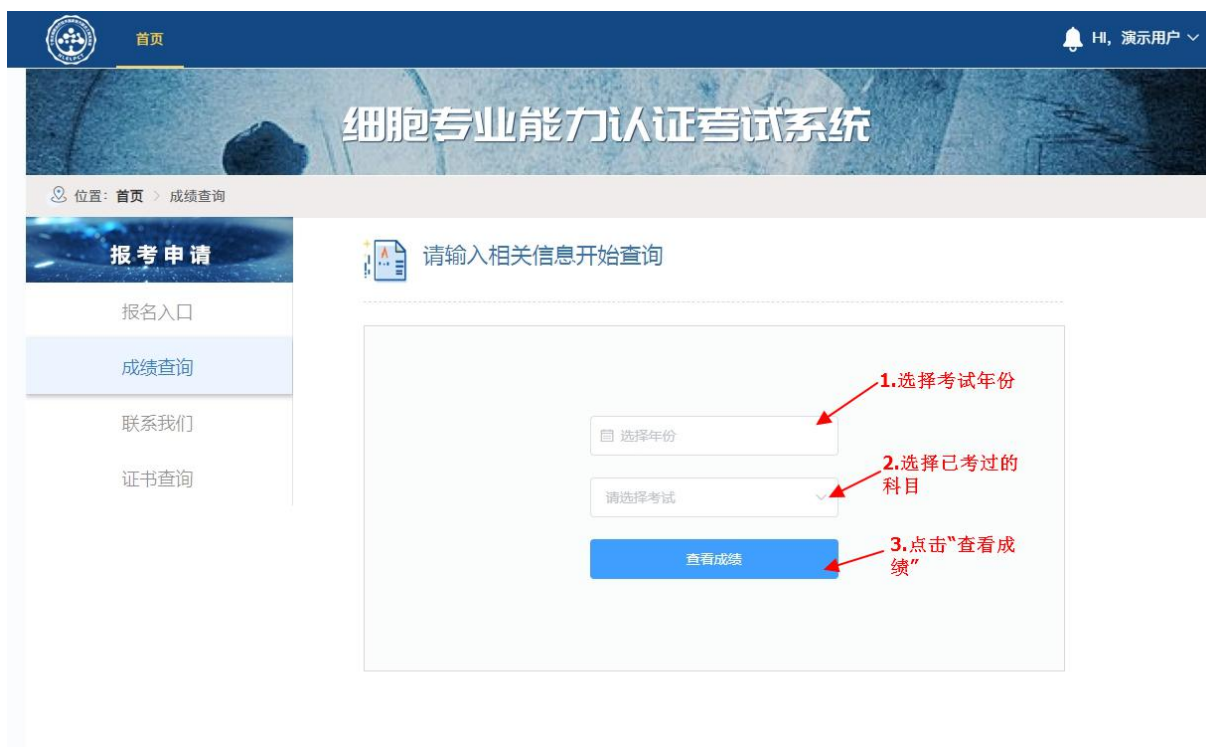 首页
HI，演示用户
细胞专业能力认证考试系统
位置：首页 > 成绩查询
报考申请
请输入相关信息开始查询
报名入口
成绩查询
联系我们
证书查询
1.选择考试年份
选择年份
2.选择已考过的
科目
请选择考试
3.点击“查看成
绩”
查看成绩